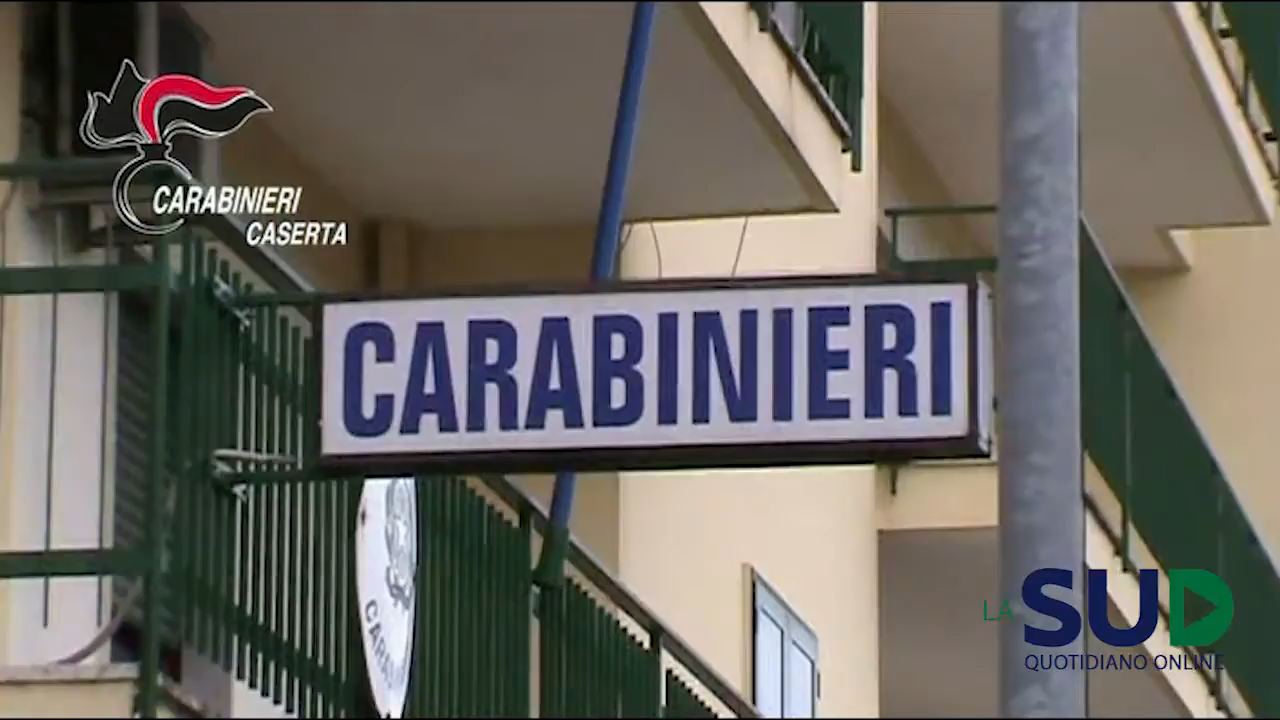 CARABINIERI
CASERTA
CARABINIERI
LA SUD
QUOTIDIANO ONLINE